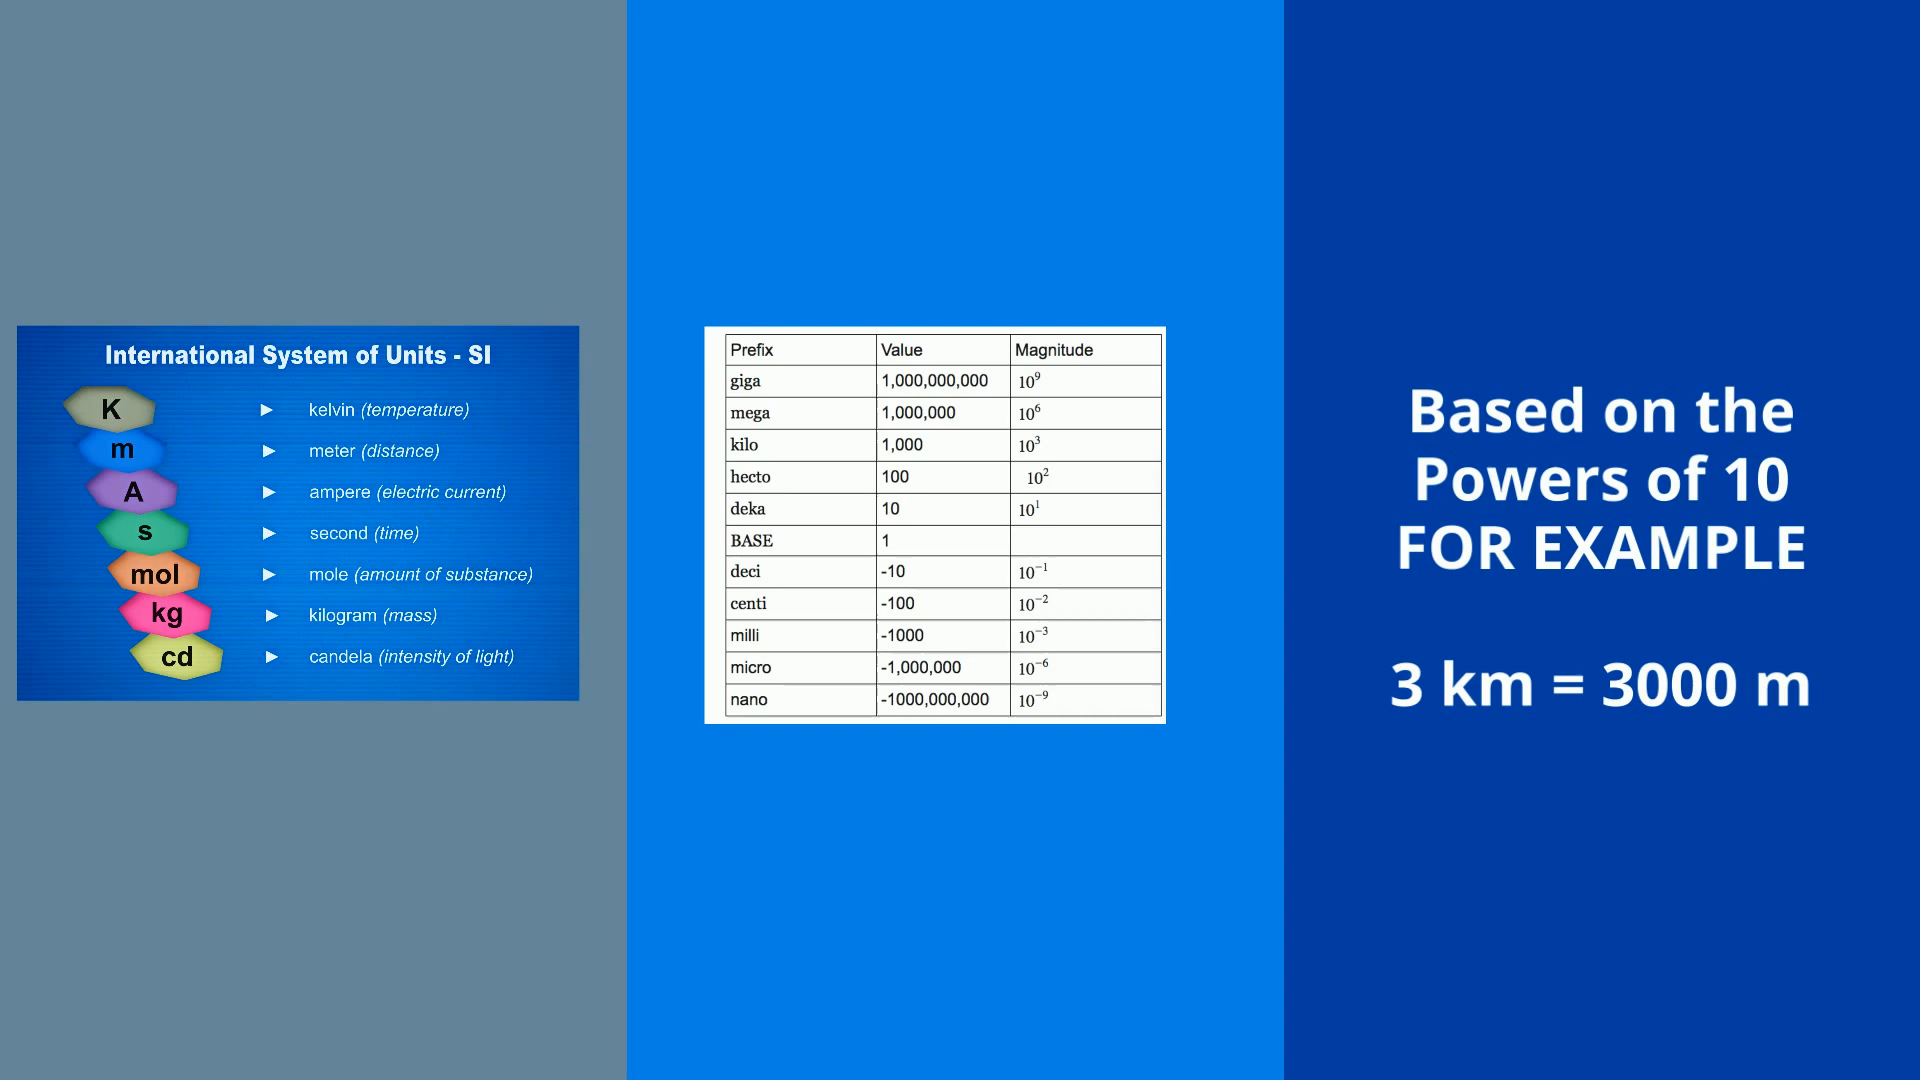 International System of Units - SI
K ► kelvin (temperature)
m ► meter (distance)
A ► ampere (electric current)
s ► second (time)
mol ► mole (amount of substance)
kg ► kilogram (mass)
cd ► candela (intensity of light)
Prefix Value Magnitude
giga 1,000,000,000 10⁹
mega 1,000,000 10⁶
kilo 1,000 10³
hecto 100 10²
deka 10 10¹
BASE 1
deci -10 10⁻¹
centi -100 10⁻²
milli -1000 10⁻³
micro -1,000,000 10⁻⁶
nano -1000,000,000 10⁻⁹
Based on the
Powers of 10
FOR EXAMPLE
3 km = 3000 m